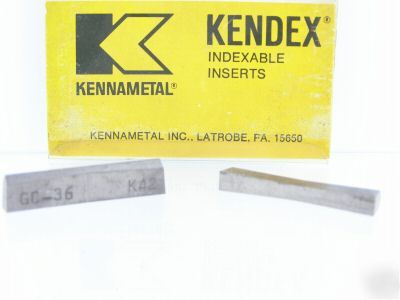 KENNAMETAL®
KENDEX®
INDEXABLE
INSERTS
KENNAMETAL INC., LATROBE, PA. 15650
GC-36 K42